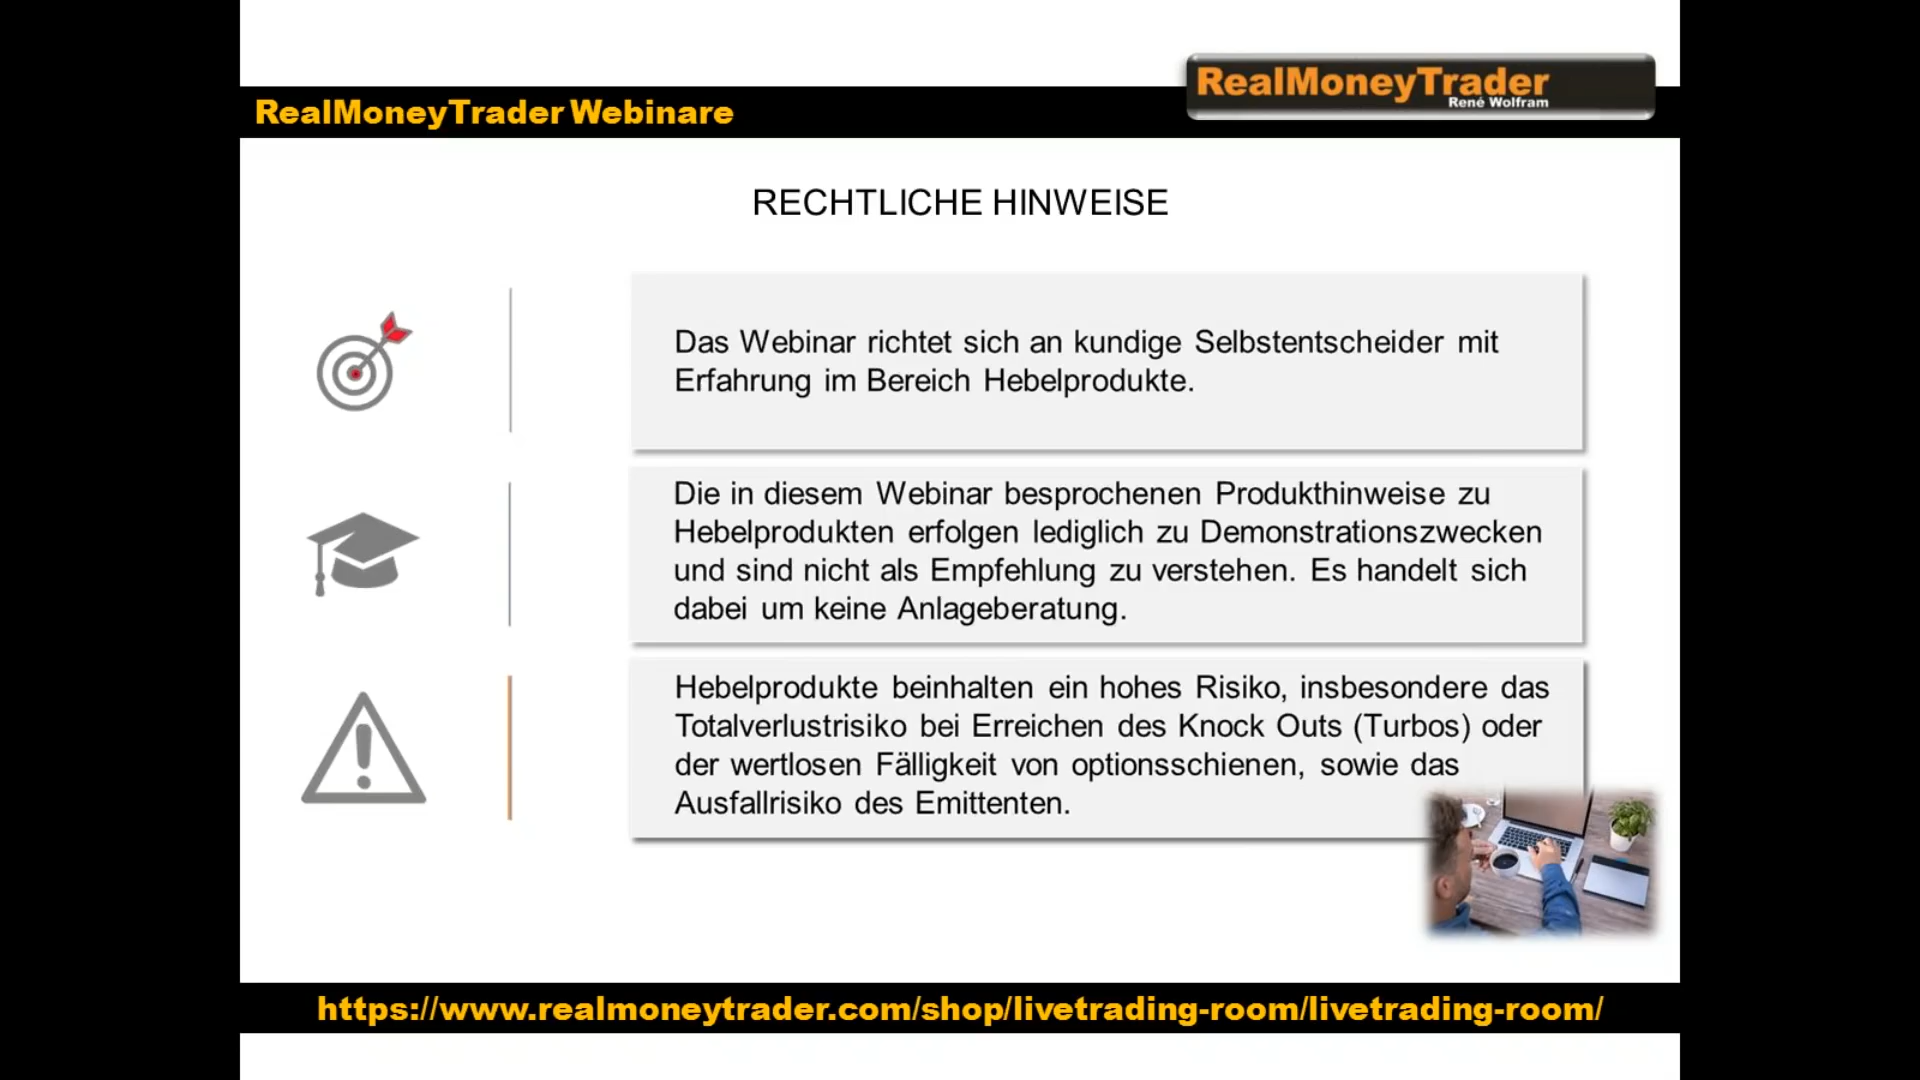 RealMoneyTrader
René Wolfram
RealMoneyTrader Webinare
RECHTLICHE HINWEISE
Das Webinar richtet sich an kundige Selbstentscheider mit
Erfahrung im Bereich Hebelprodukte.
Die in diesem Webinar besprochenen Produkthinweise zu
Hebelprodukten erfolgen lediglich zu Demonstrationszwecken
und sind nicht als Empfehlung zu verstehen. Es handelt sich
dabei um keine Anlageberatung.
Hebelprodukte beinhalten ein hohes Risiko, insbesondere das
Totalverlustrisiko bei Erreichen des Knock Outs (Turbos) oder
der wertlosen Fälligkeit von optionsschienen, sowie das
Ausfallrisiko des Emittenten.
https://www.realmoneytrader.com/shop/livetrading-room/livetrading-room/